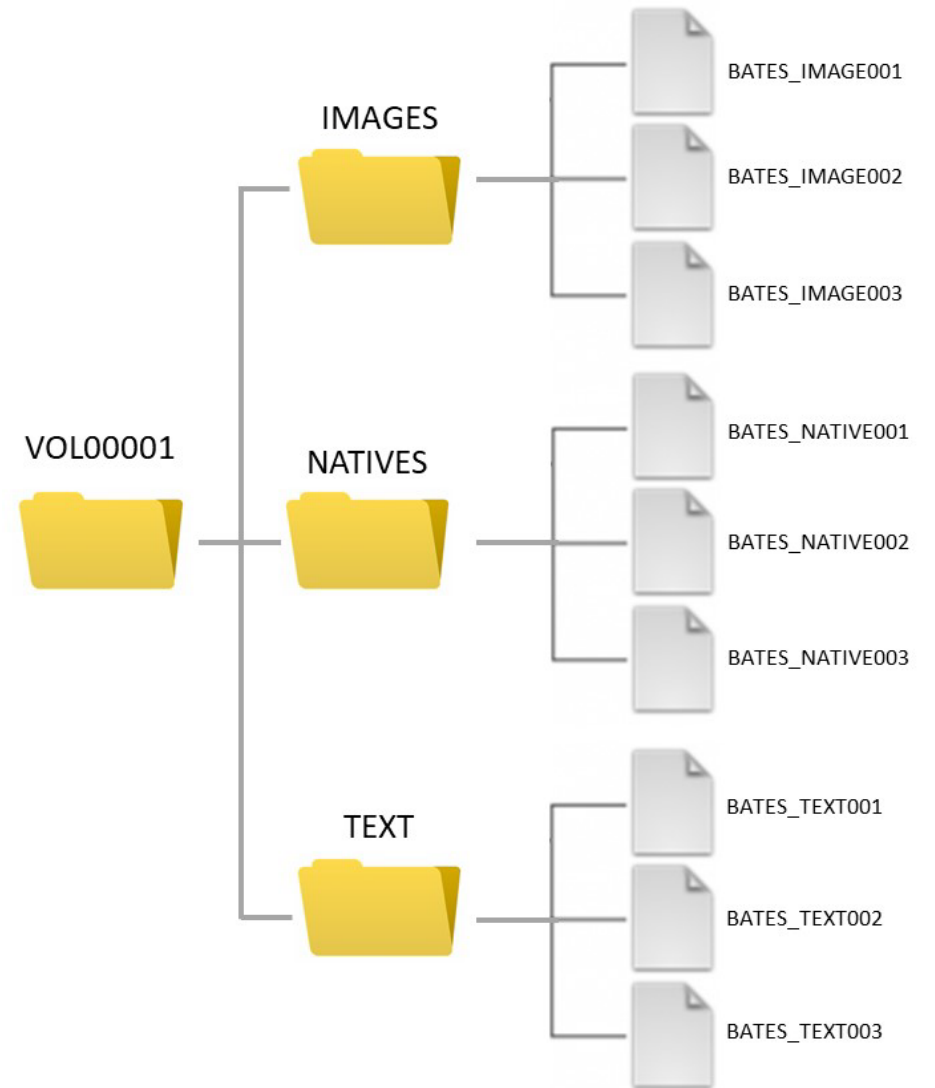 VOL00001
IMAGES
BATES_IMAGE001
BATES_IMAGE002
BATES_IMAGE003
NATIVES
BATES_NATIVE001
BATES_NATIVE002
BATES_NATIVE003
TEXT
BATES_TEXT001
BATES_TEXT002
BATES_TEXT003